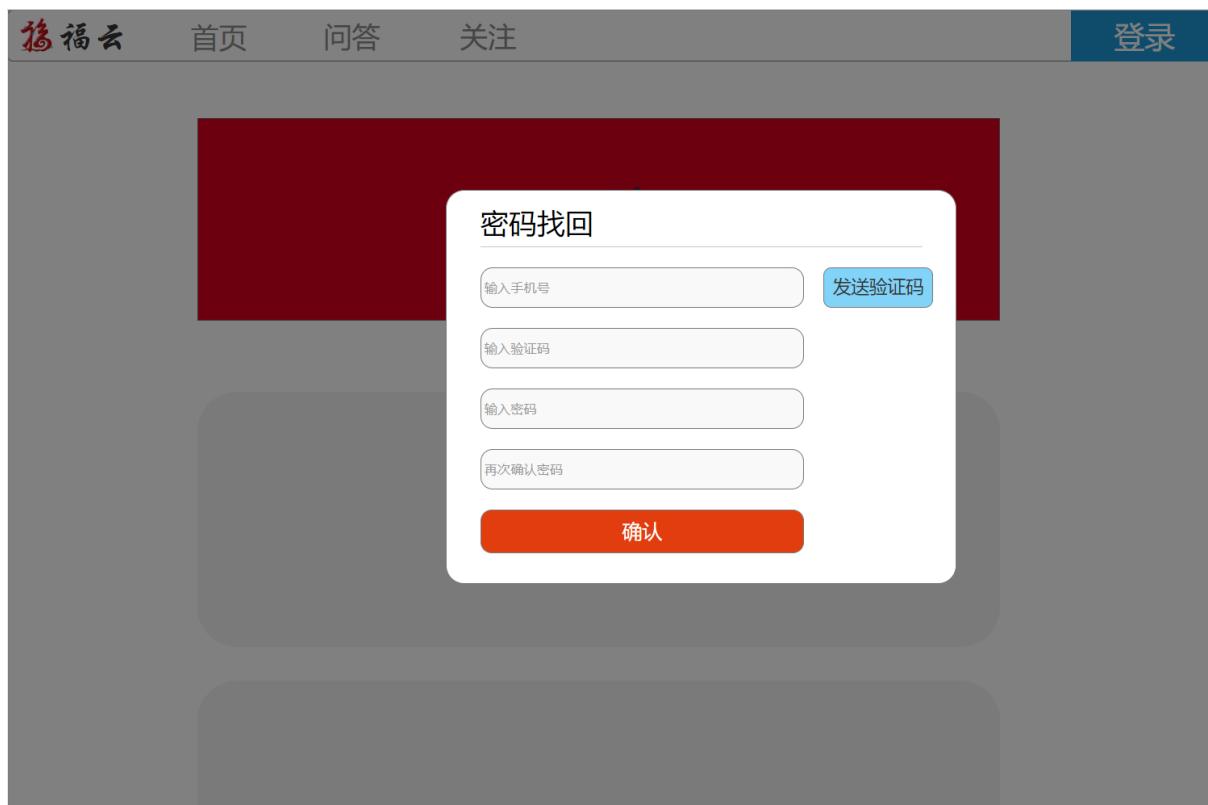 福福云 首页 问答 关注 登录
密码找回
输入手机号 发送验证码
输入验证码
输入密码
再次确认密码
确认